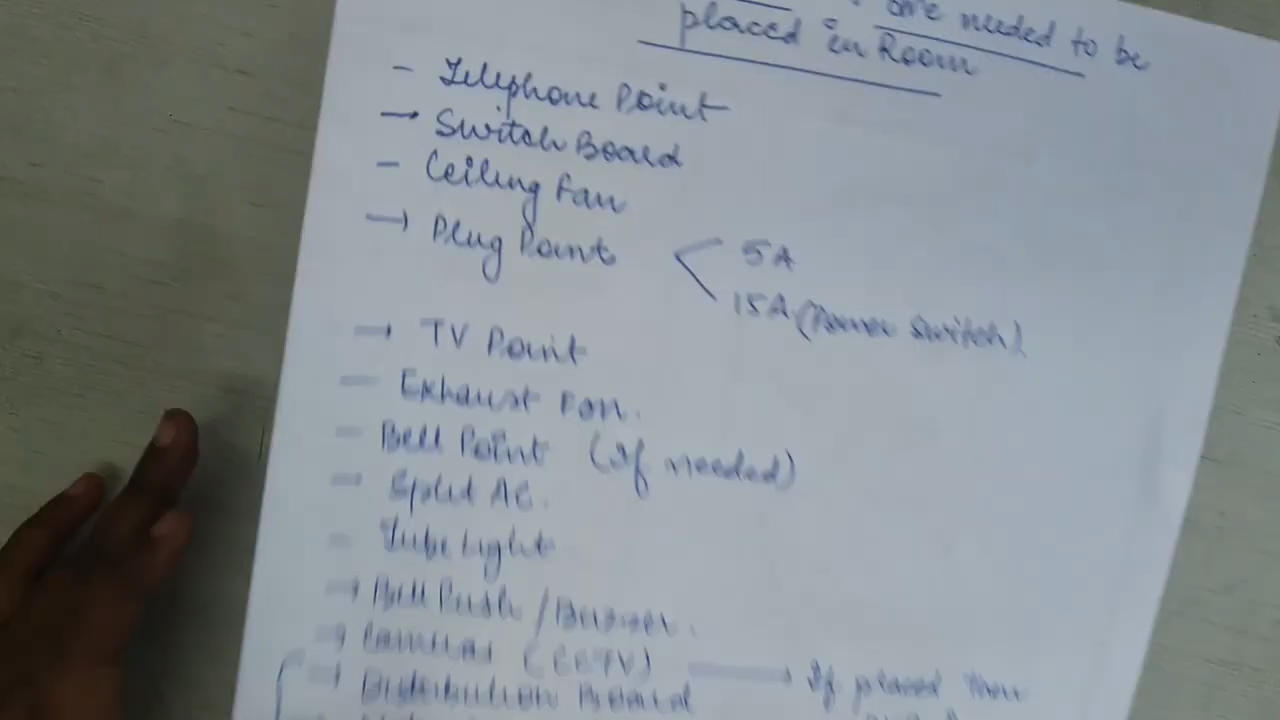 are needed to be
placed in Room
- Telephone Point
→ Switch Board
- Ceiling Fan
→ Plug Point < 5A
15A (Power switch)
→ TV Point
- Exhaust Fan.
- Bell Point (If needed)
- Split AC.
- Tube Light
→ Bell Push / Buzzer.
→ Cameras (CCTV) → If placed then
→ Distribution Board